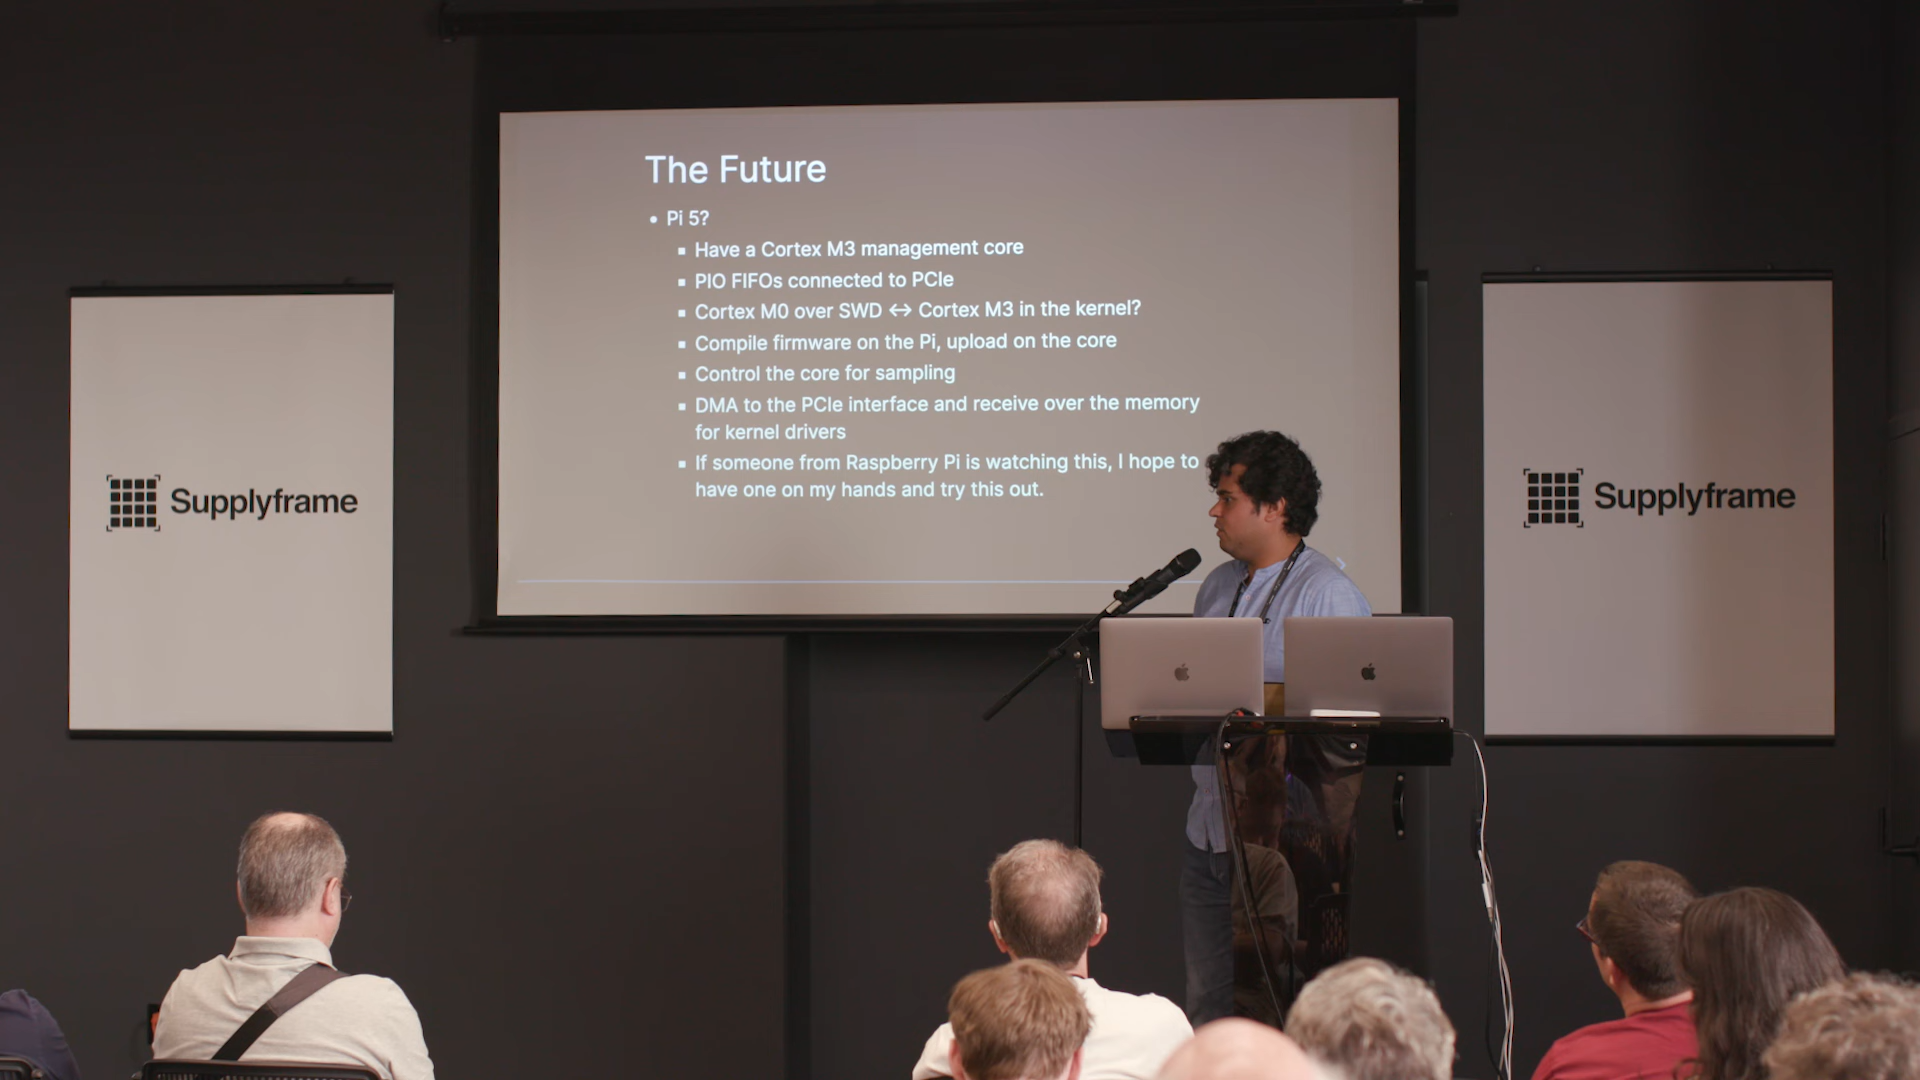 The Future
• Pi 5?
▪ Have a Cortex M3 management core
▪ PIO FIFOs connected to PCIe
▪ Cortex M0 over SWD ↔ Cortex M3 in the kernel?
▪ Compile firmware on the Pi, upload on the core
▪ Control the core for sampling
▪ DMA to the PCIe interface and receive over the memory
for kernel drivers
▪ If someone from Raspberry Pi is watching this, I hope to
have one on my hands and try this out.
Supplyframe
Supplyframe